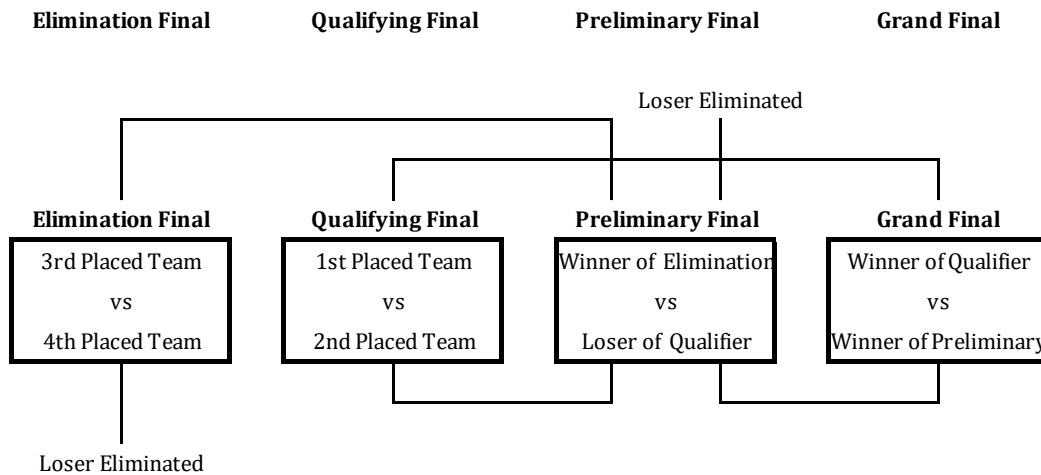 Elimination Final Qualifying Final Preliminary Final Grand Final
Loser Eliminated
Elimination Final Qualifying Final Preliminary Final Grand Final
3rd Placed Team 1st Placed Team Winner of Elimination Winner of Qualifier
vs vs vs vs
4th Placed Team 2nd Placed Team Loser of Qualifier Winner of Preliminary
Loser Eliminated